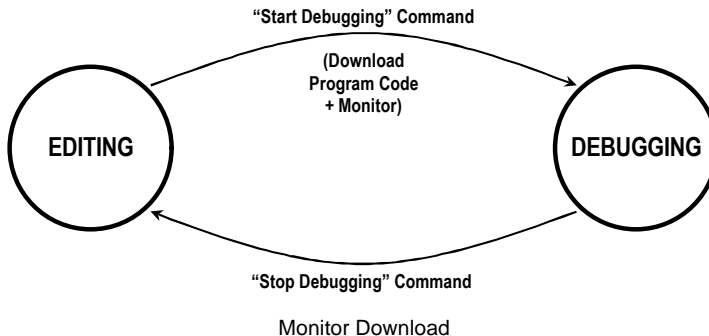 “Start Debugging” Command
(Download
Program Code
+ Monitor)
EDITING
DEBUGGING
“Stop Debugging” Command
Monitor Download